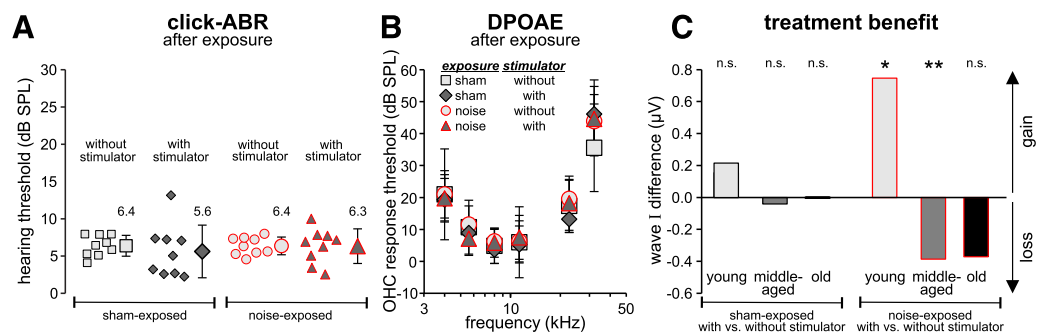 A
click-ABR
after exposure
hearing threshold (dB SPL)
30
25
20
15
10
5
0
without
stimulator
with
stimulator
without
stimulator
with
stimulator
6.4
5.6
6.4
6.3
sham-exposed
noise-exposed
B
DPOAE
after exposure
OHC response threshold (dB SPL)
60
50
40
30
20
10
0
-10
exposure stimulator
sham without
sham with
noise without
noise with
3
10
50
frequency (kHz)
C
treatment benefit
wave I difference (µV)
0.8
0.6
0.4
0.2
0.0
-0.2
-0.4
-0.6
n.s.
n.s.
n.s.
*
**
n.s.
young
middle-
aged
old
young
middle-
aged
old
sham-exposed
with vs. without stimulator
noise-exposed
with vs. without stimulator
gain
loss